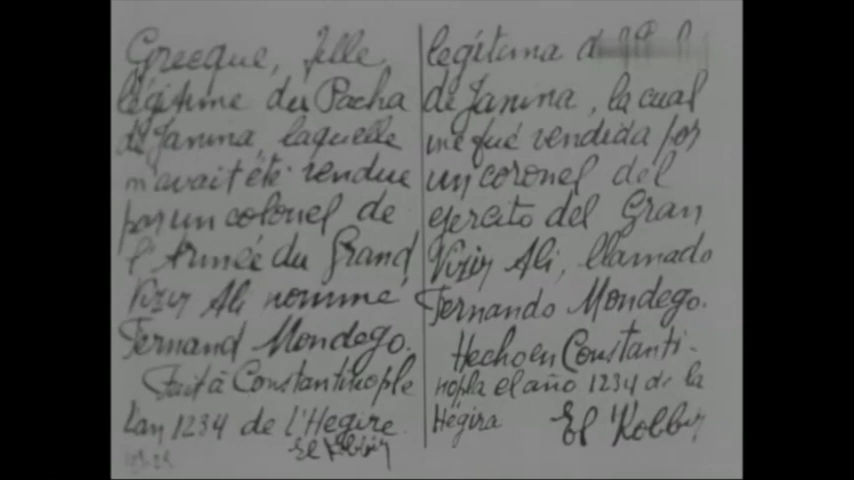 Grecque, fille
légitime du Pacha
de Janina, laquelle
m'avait été vendue
par un colonel de
l'Armée du Grand
Vizir Ali nommé
Fernand Mondego.
Fait à Constantinople
l'an 1234 de l'Hegire.
El Kobbir
legítima
de Janina, la cual
me fué vendida por
un coronel del
ejercito del Gran
Vizir Ali, llamado
Fernando Mondego.
Hecho en Constanti-
nopla el año 1234 de la
Hégira
El Kobbir